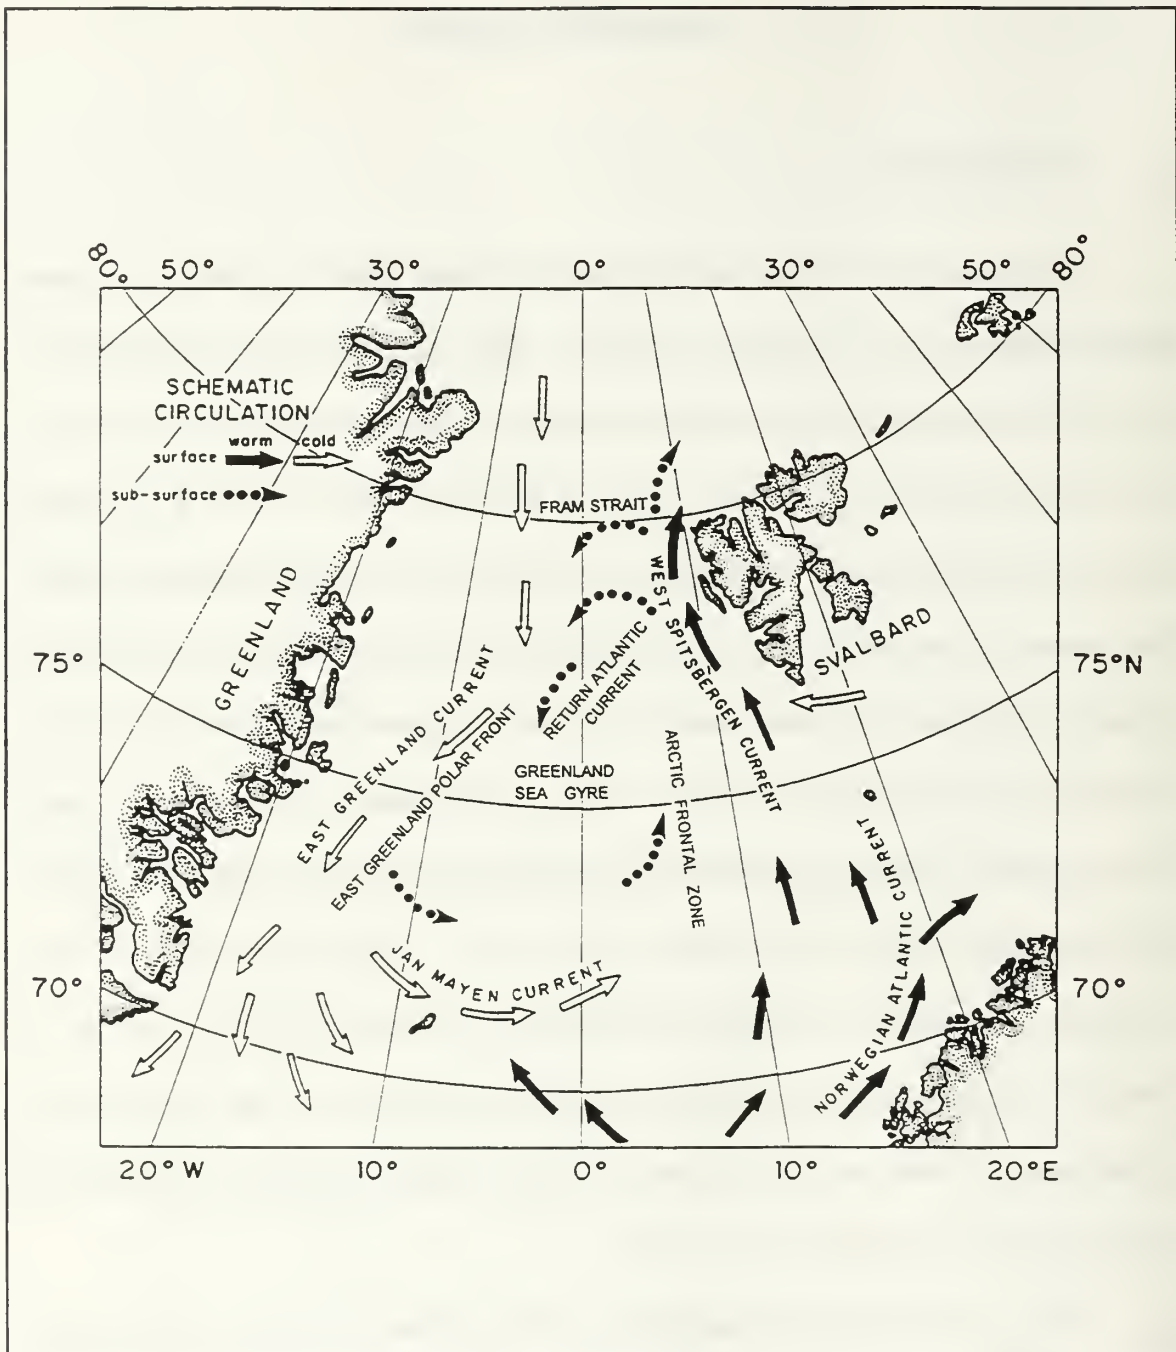 80° 50° 30° 0° 30° 50° 80°
SCHEMATIC
CIRCULATION
warm cold
surface
sub-surface
FRAM STRAIT
GREENLAND
WEST SPITSBERGEN CURRENT
SVALBARD
75°
75°N
RETURN ATLANTIC
CURRENT
EAST GREENLAND CURRENT
EAST GREENLAND POLAR FRONT
GREENLAND
SEA GYRE
ARCTIC FRONTAL ZONE
NORWEGIAN ATLANTIC CURRENT
JAN MAYEN CURRENT
70°
70°
20° W 10° 0° 10° 20°E